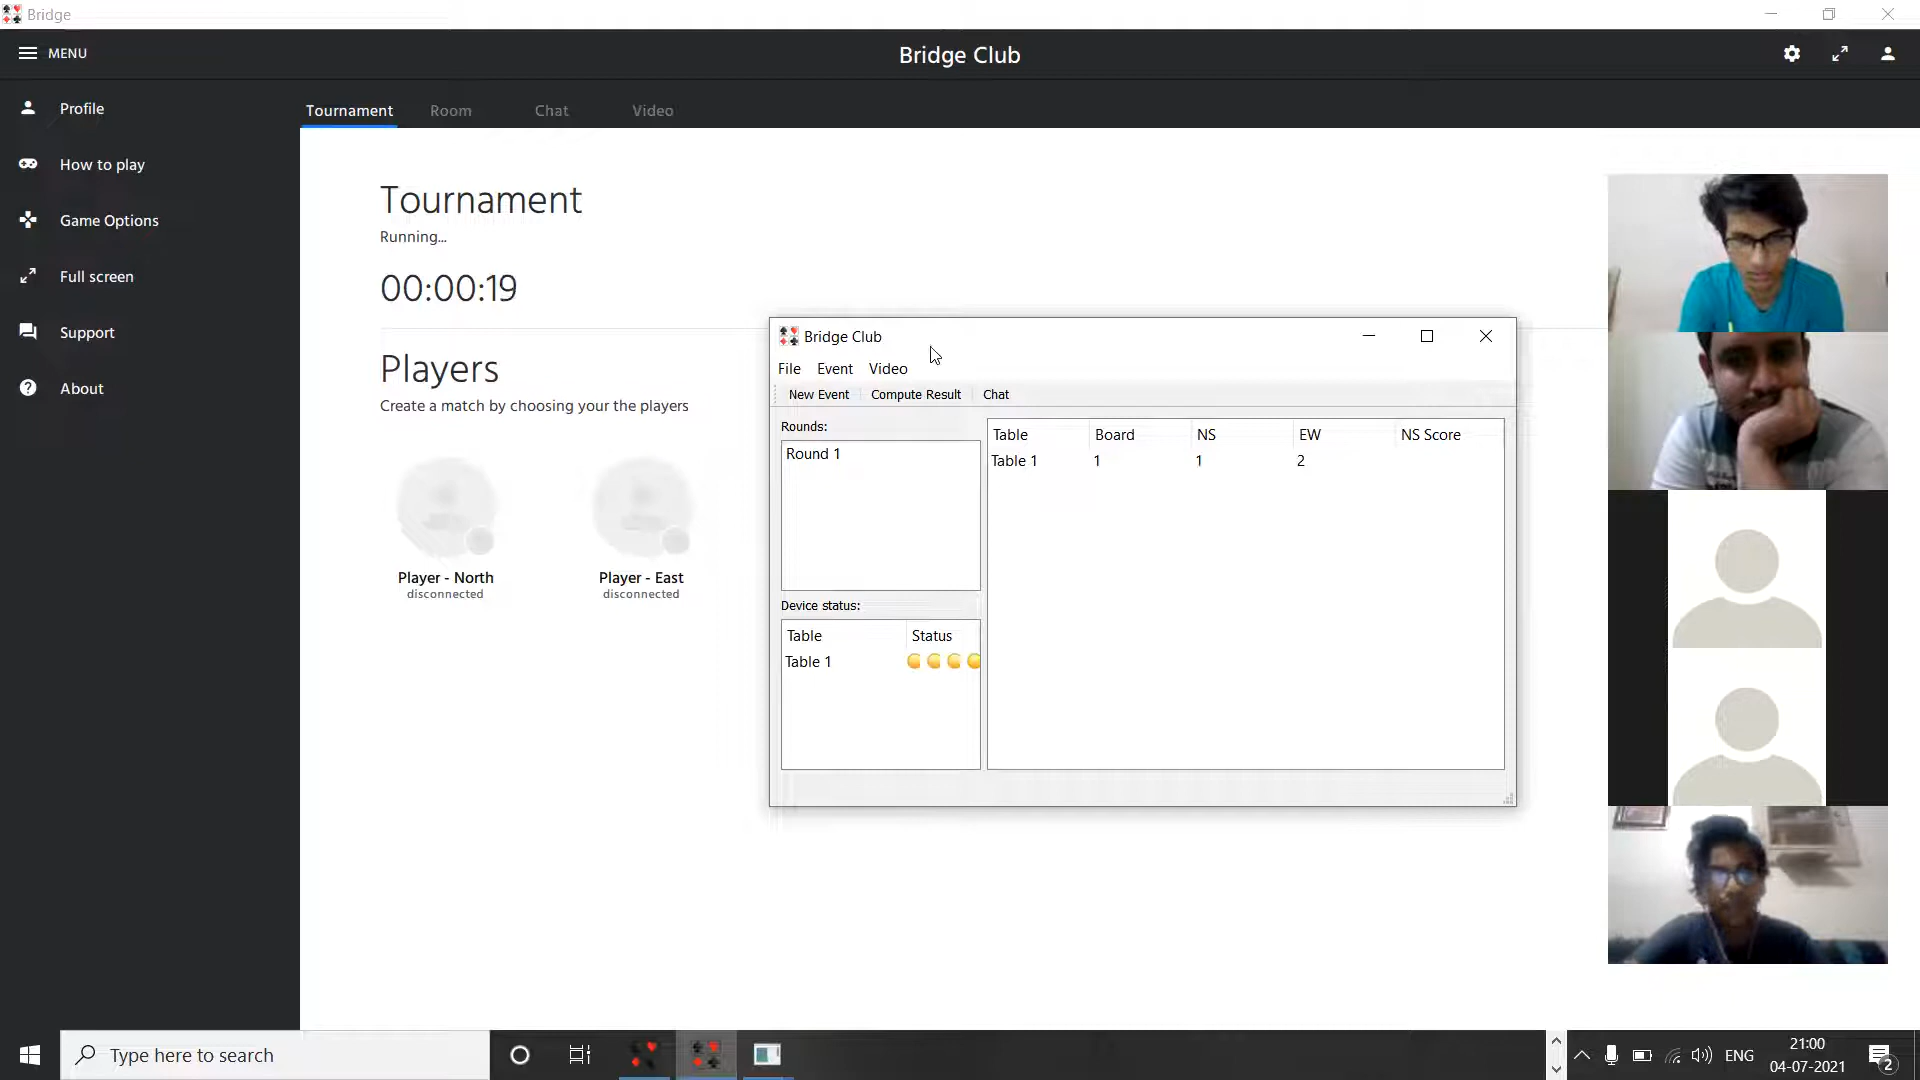 Bridge
MENU
Bridge Club
Profile
How to play
Game Options
Full screen
Support
About
Tournament
Room
Chat
Video
Tournament
Running...
00:00:19
Players
Create a match by choosing your the players
Player - North
disconnected
Player - East
disconnected
Bridge Club
File
Event
Video
New Event
Compute Result
Chat
Rounds:
Round 1
Device status:
Table Status
Table 1
Table Board NS EW NS Score
Table 1 1 1 2
Type here to search
ENG
21:00
04-07-2021
2